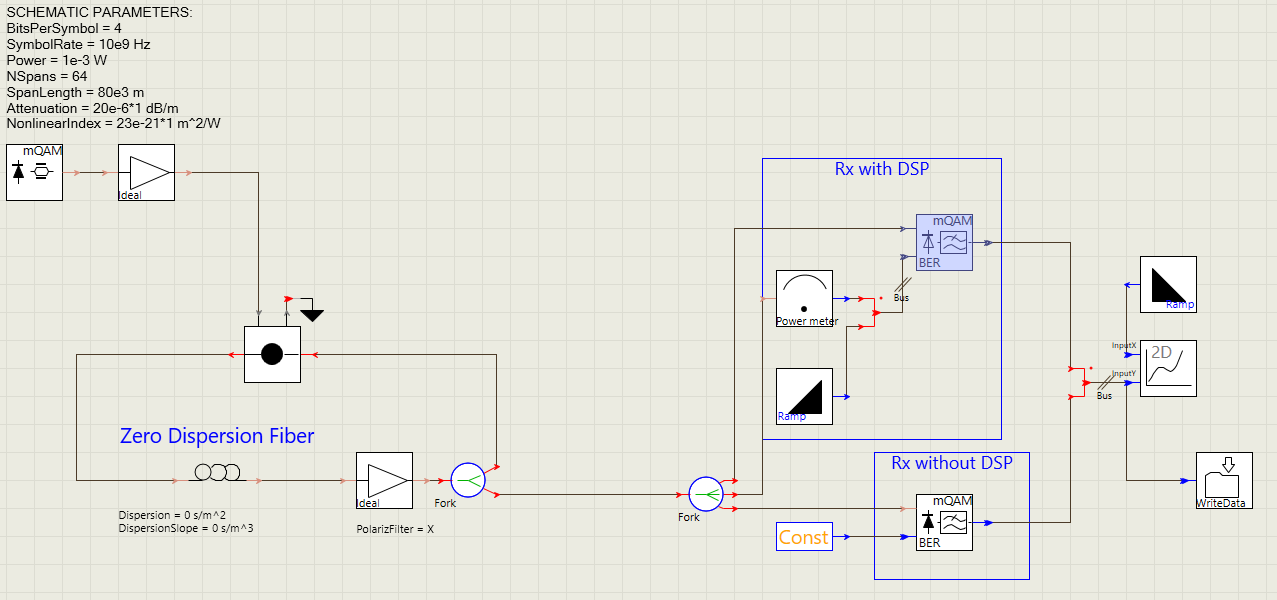 SCHEMATIC PARAMETERS:
BitsPerSymbol = 4
SymbolRate = 10e9 Hz
Power = 1e-3 W
NSpans = 64
SpanLength = 80e3 m
Attenuation = 20e-6*1 dB/m
NonlinearIndex = 23e-21*1 m^2/W
mQAM
Ideal
Rx with DSP
mQAM
BER
Bus
Power meter
Ramp
Ramp
InputX
2D
InputY
Bus
Zero Dispersion Fiber
Ideal
Fork
Dispersion = 0 s/m^2
DispersionSlope = 0 s/m^3
PolarizFilter = X
Fork
Rx without DSP
mQAM
BER
Const
WriteData